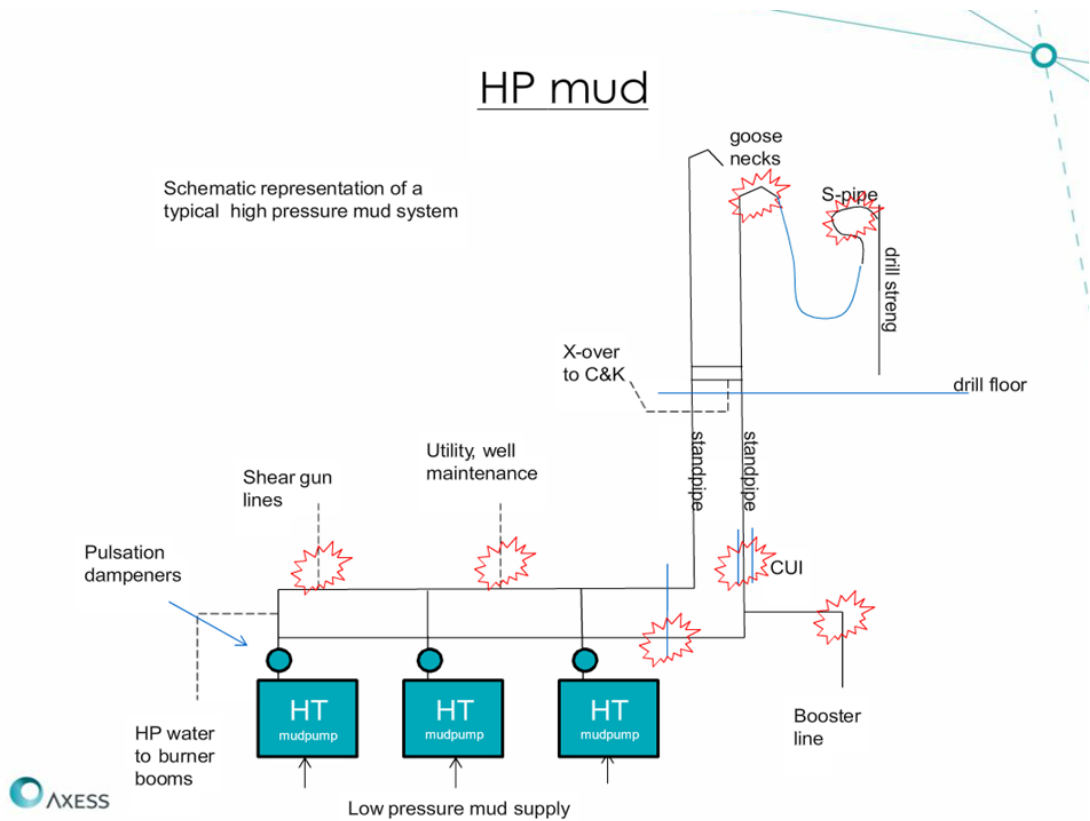 HP mud
Schematic representation of a
typical high pressure mud system
goose
necks
S-pipe
drill streng
X-over
to C&K
drill floor
standpipe
standpipe
Utility, well
maintenance
Shear gun
lines
Pulsation
dampeners
CUI
HT
mudpump
HT
mudpump
HT
mudpump
HP water
to burner
booms
Booster
line
Low pressure mud supply
AXESS